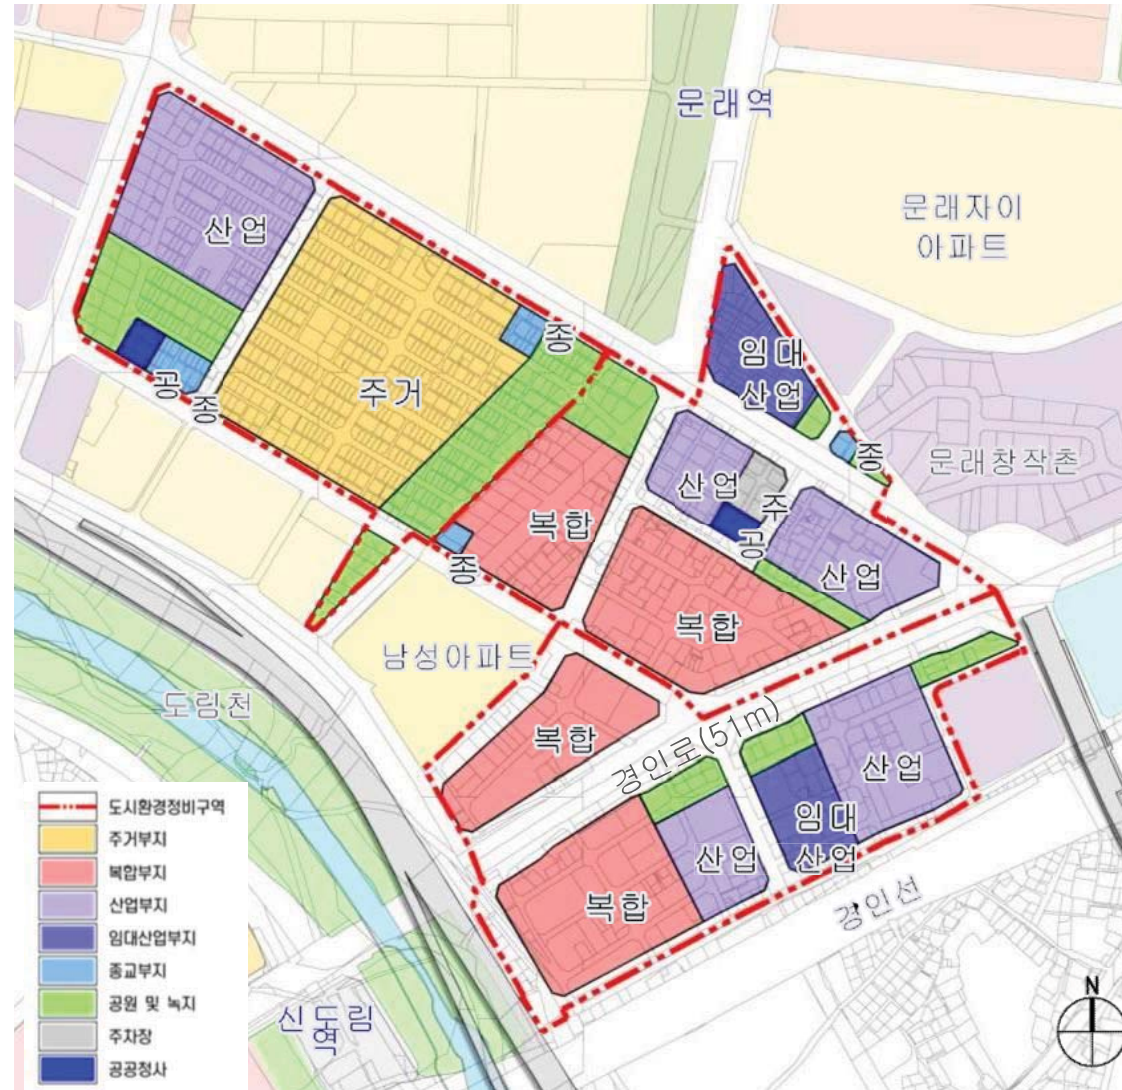 문래역
문래자이
아파트
산업
종
임대
산업
주거
공
종
종
산업
문래창작촌
주
복합
공
종
산업
복합
남성아파트
도림천
복합
경인로(51m)
산업
임대
산업
산업
복합
경인선
신도림
역
N
도시환경정비구역
주거부지
복합부지
산업부지
임대산업부지
종교부지
공원 및 녹지
주차장
공공청사